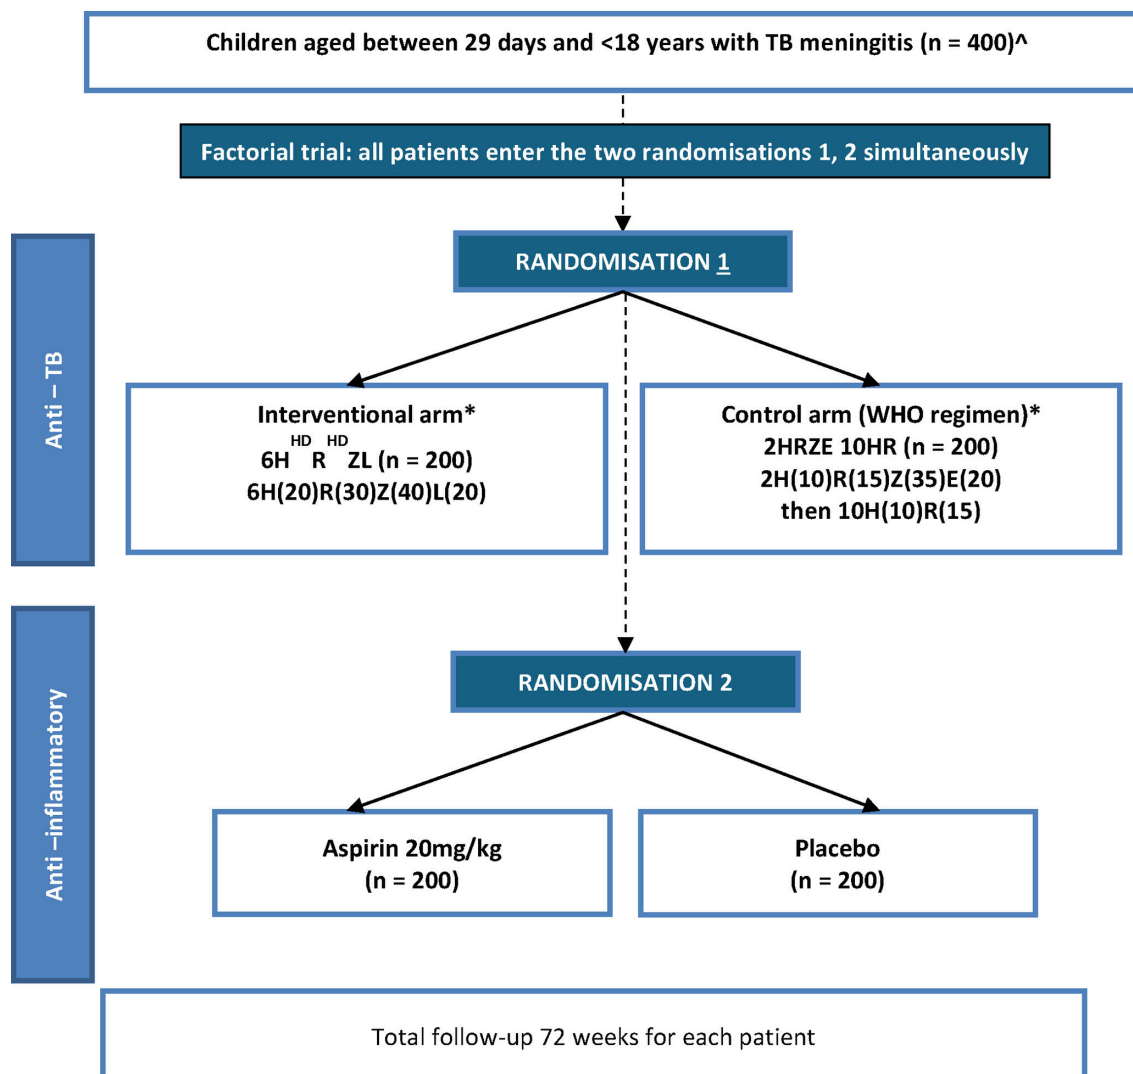 Children aged between 29 days and <18 years with TB meningitis (n = 400)^
Factorial trial: all patients enter the two randomisations 1, 2 simultaneously
Anti – TB
RANDOMISATION 1
Interventional arm*
6H^HD R^HD ZL (n = 200)
6H(20)R(30)Z(40)L(20)
Control arm (WHO regimen)*
2HRZE 10HR (n = 200)
2H(10)R(15)Z(35)E(20)
then 10H(10)R(15)
Anti –inflammatory
RANDOMISATION 2
Aspirin 20mg/kg
(n = 200)
Placebo
(n = 200)
Total follow-up 72 weeks for each patient